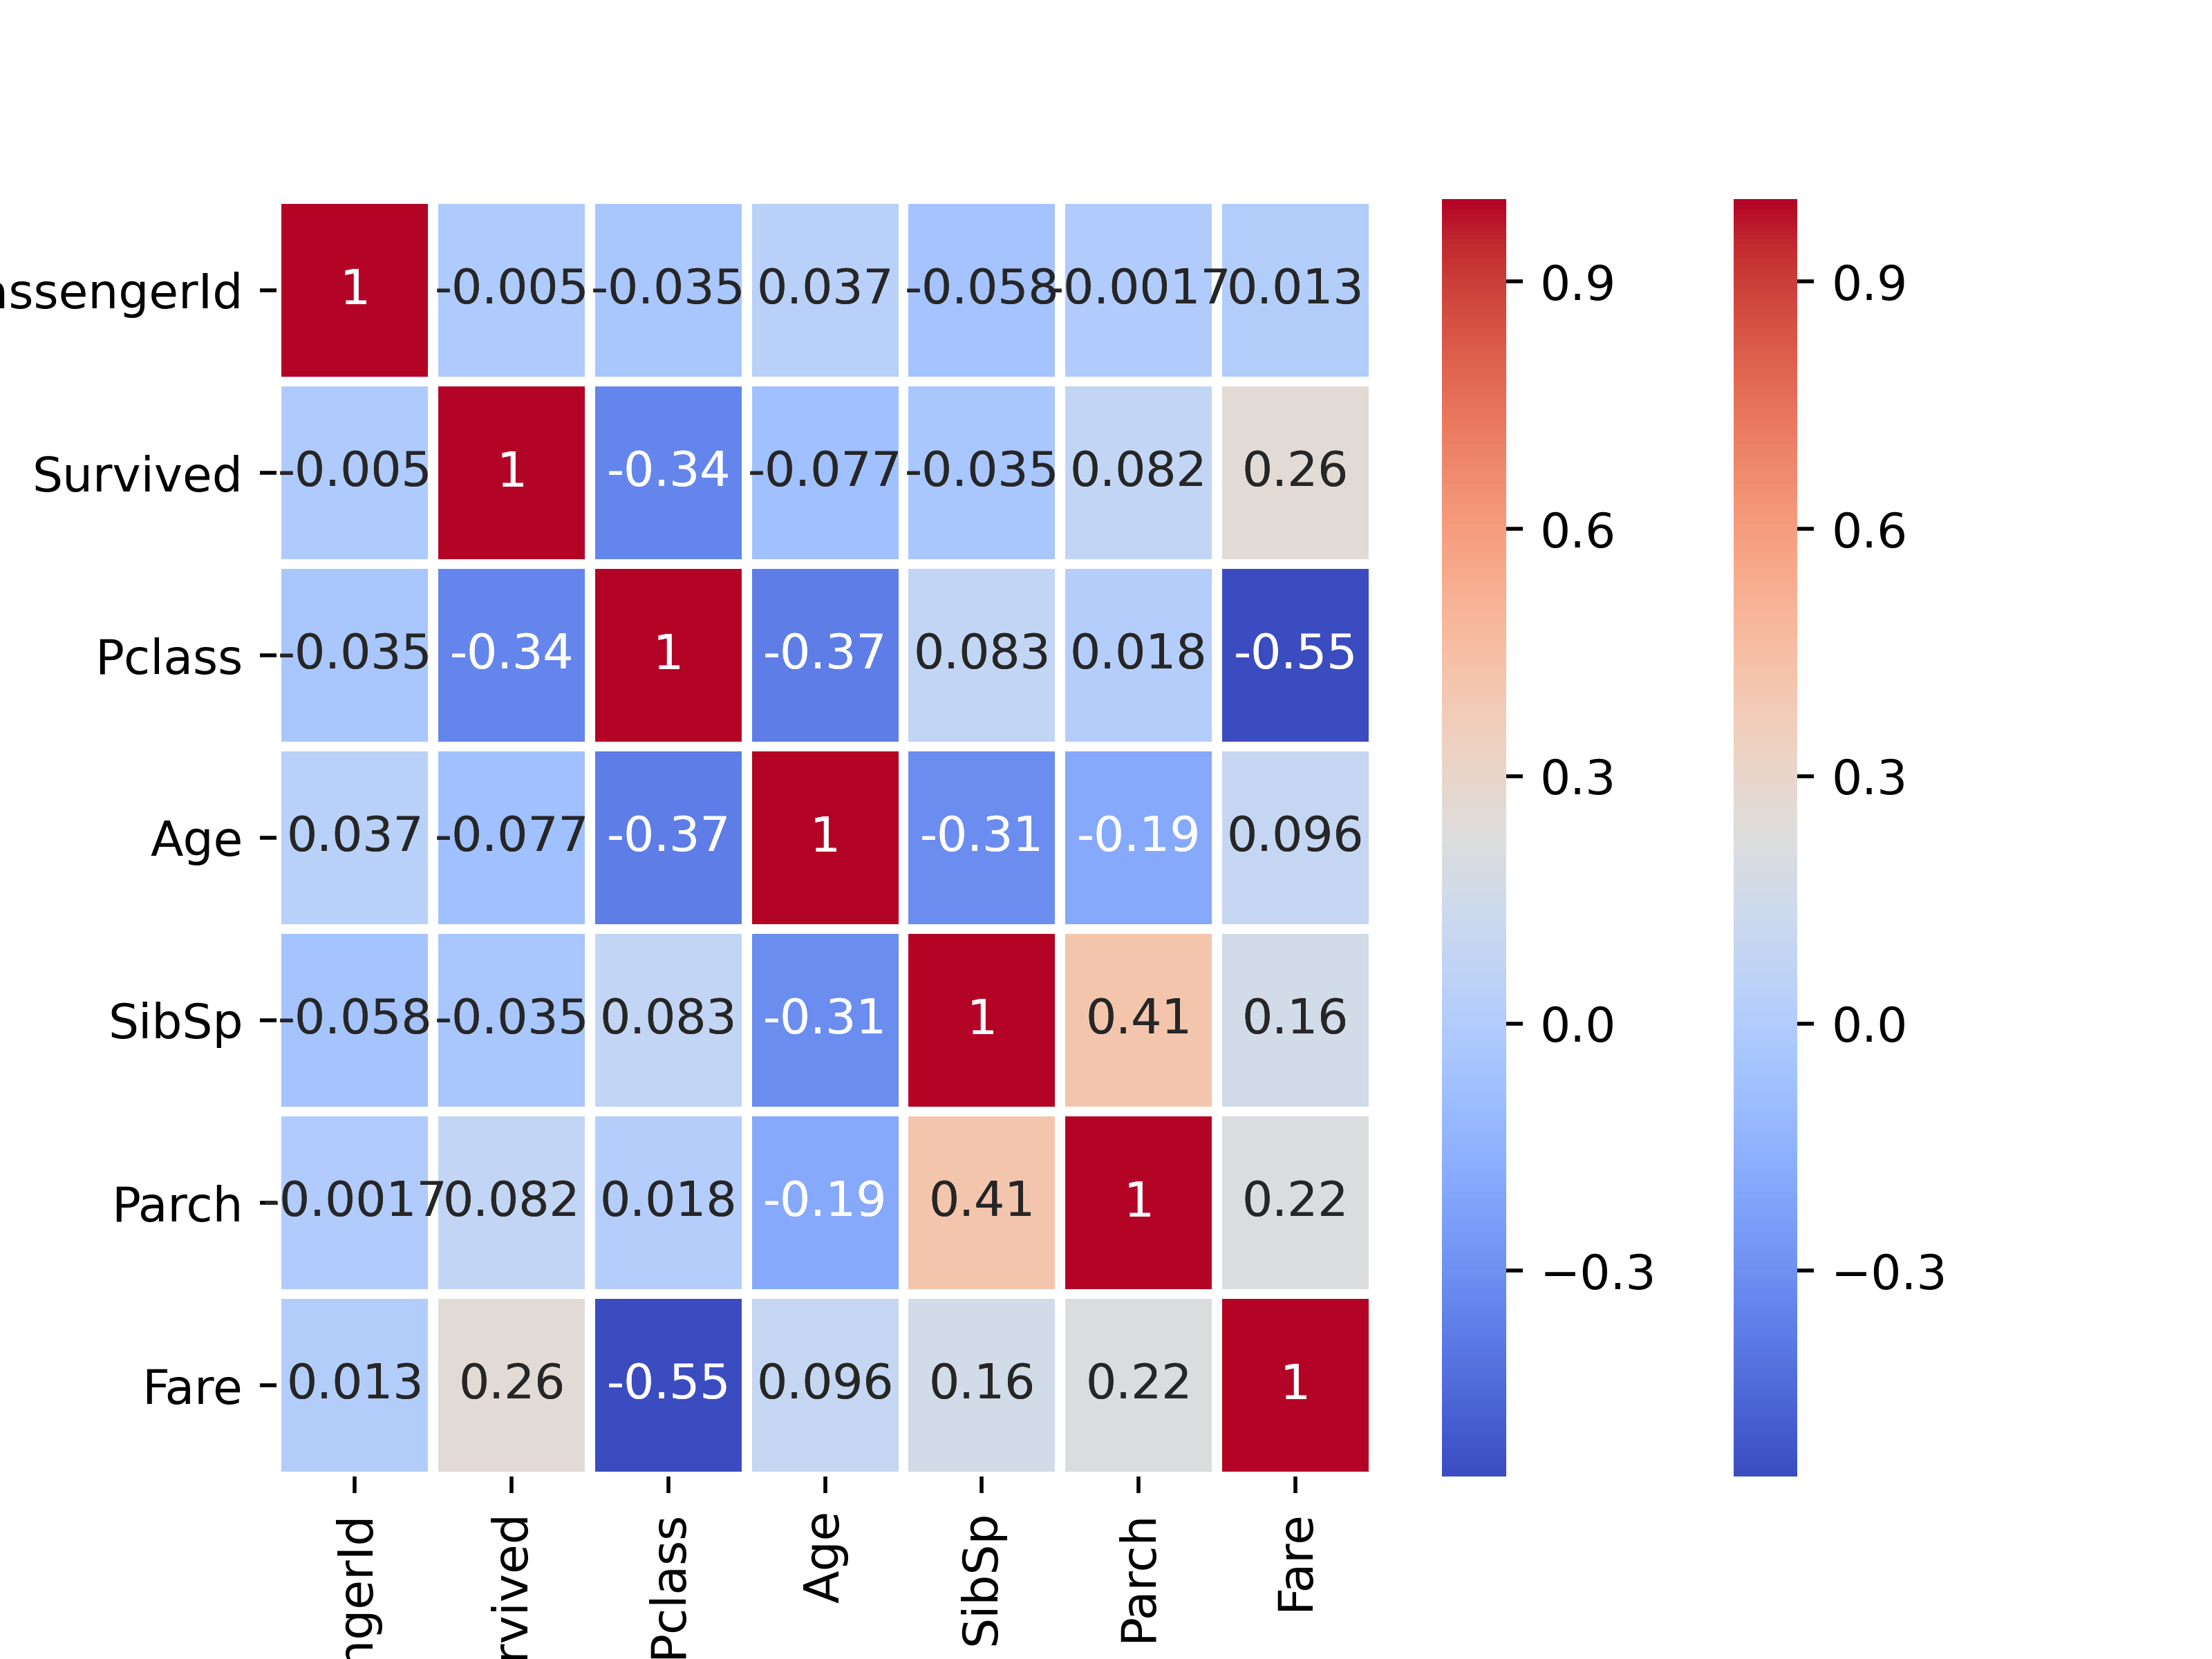 ssengerId 1 -0.005 -0.035 0.037 -0.058 -0.0017 0.013
Survived -0.005 1 -0.34 -0.077 -0.035 0.082 0.26
Pclass -0.035 -0.34 1 -0.37 0.083 0.018 -0.55
Age 0.037 -0.077 -0.37 1 -0.31 -0.19 0.096
SibSp -0.058 -0.035 0.083 -0.31 1 0.41 0.16
Parch -0.0017 0.082 0.018 -0.19 0.41 1 0.22
Fare 0.013 0.26 -0.55 0.096 0.16 0.22 1
ngerId
rvived
Pclass
Age
SibSp
Parch
Fare
0.9
0.6
0.3
0.0
−0.3
0.9
0.6
0.3
0.0
−0.3